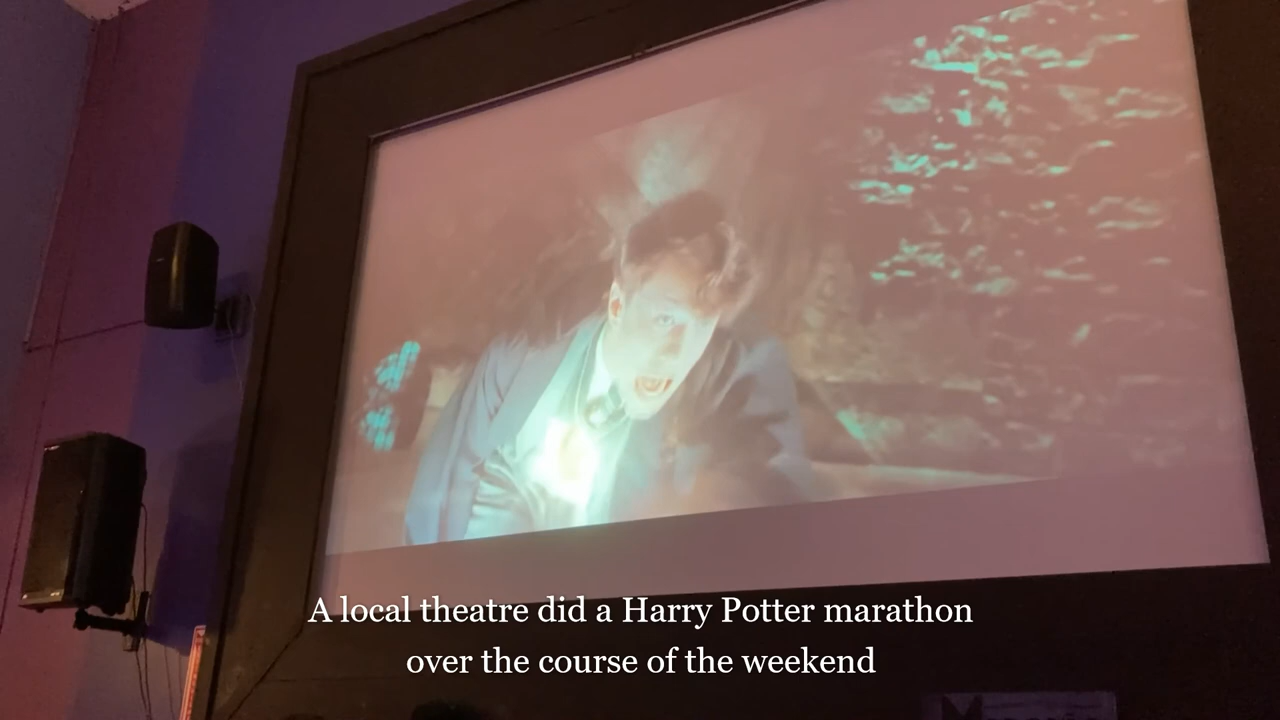 A local theatre did a Harry Potter marathon
over the course of the weekend